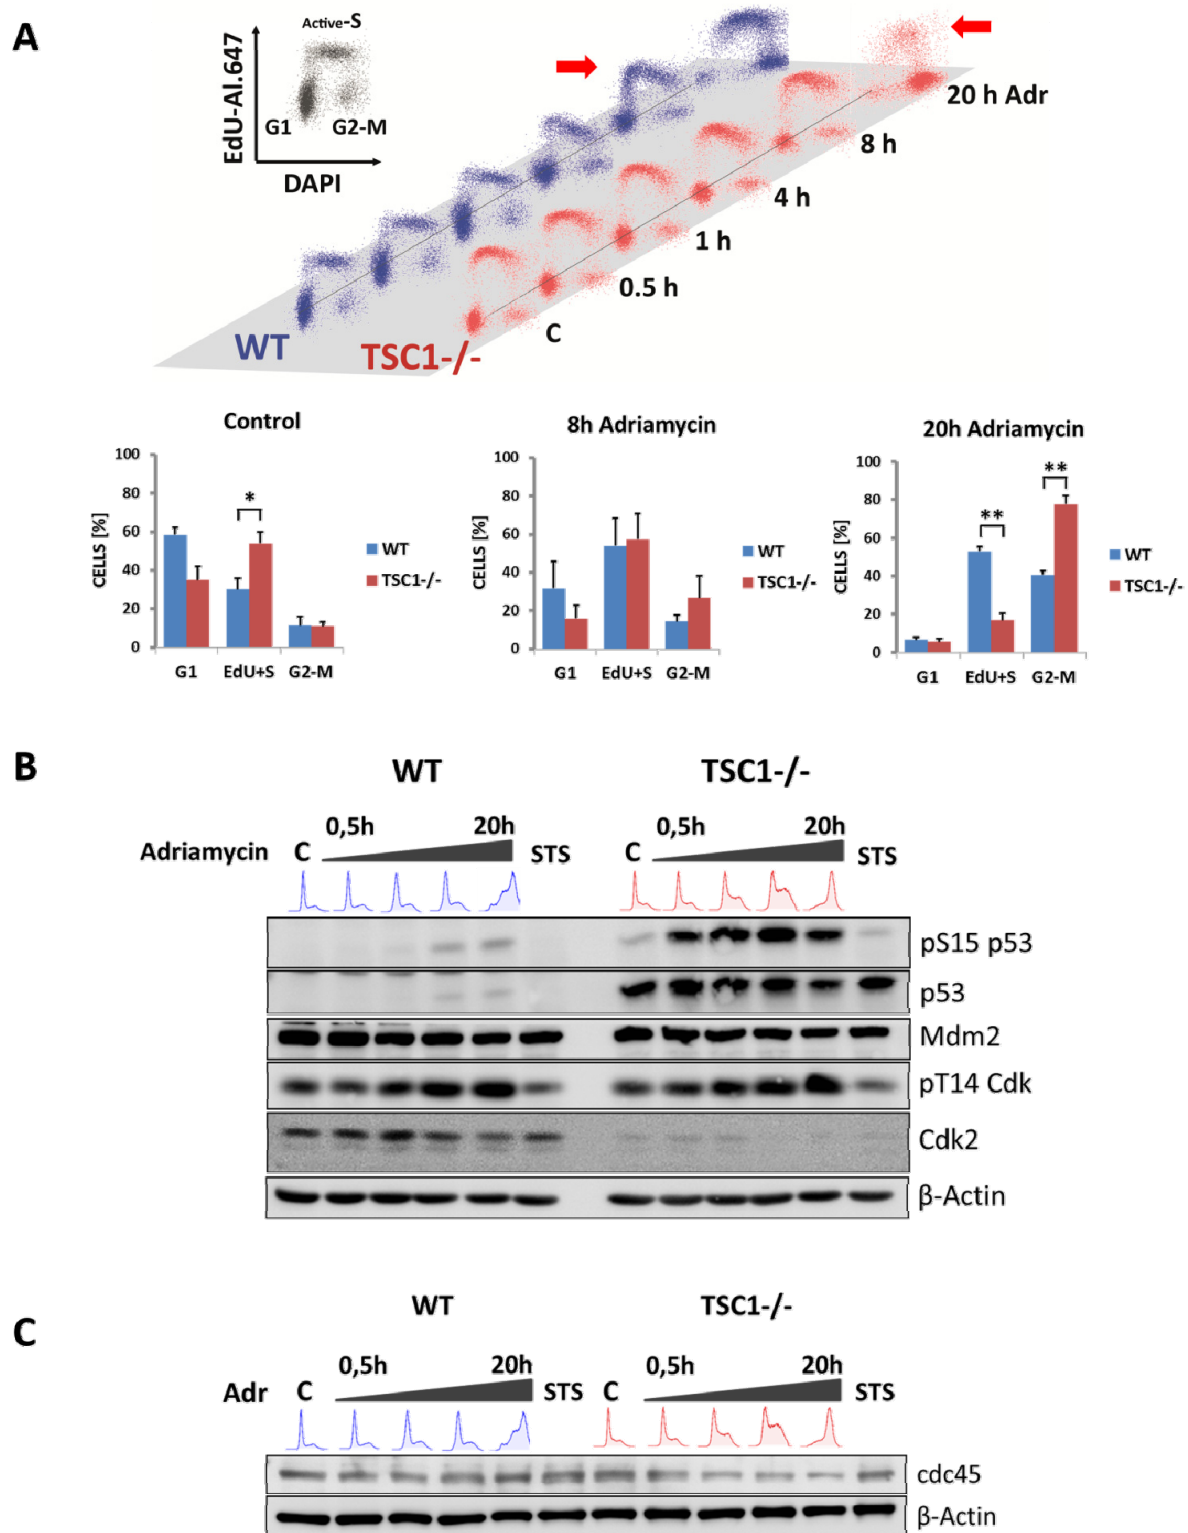 A
Active-S
EdU-Al.647
G1
G2-M
DAPI
20 h Adr
8 h
4 h
1 h
0.5 h
C
WT
TSC1-/-
Control
CELLS [%]
100
80
60
40
20
0
*
G1 EdU+S G2-M
WT
TSC1-/-
8h Adriamycin
CELLS [%]
100
80
60
40
20
0
G1 EdU+S G2-M
WT
TSC1-/-
20h Adriamycin
CELLS [%]
100
80
60
40
20
0
**
**
G1 EdU+S G2-M
WT
TSC1-/-
B
WT TSC1-/-
Adriamycin C 0,5h 20h STS C 0,5h 20h STS
pS15 p53
p53
Mdm2
pT14 Cdk
Cdk2
β-Actin
C
WT TSC1-/-
Adr C 0,5h 20h STS C 0,5h 20h STS
cdc45
β-Actin